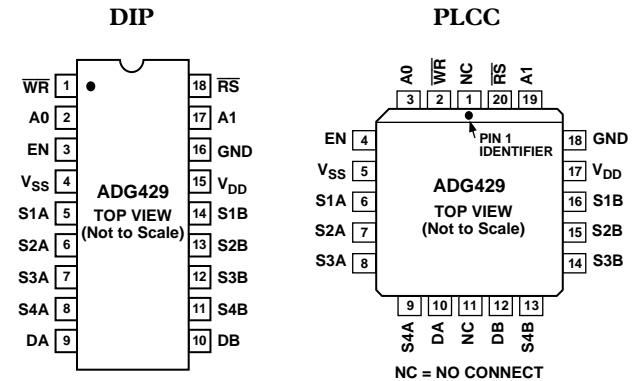 DIP
WR 1 18 RS
A0 2 17 A1
EN 3 16 GND
VSS 4 15 VDD
S1A 5 14 S1B
S2A 6 13 S2B
S3A 7 12 S3B
S4A 8 11 S4B
DA 9 10 DB
ADG429
TOP VIEW
(Not to Scale)
PLCC
A0 WR NC RS A1
3 2 1 20 19
PIN 1
IDENTIFIER
EN 4 18 GND
VSS 5 17 VDD
S1A 6 16 S1B
S2A 7 15 S2B
S3A 8 14 S3B
ADG429
TOP VIEW
(Not to Scale)
9 10 11 12 13
S4A DA NC DB S4B
NC = NO CONNECT